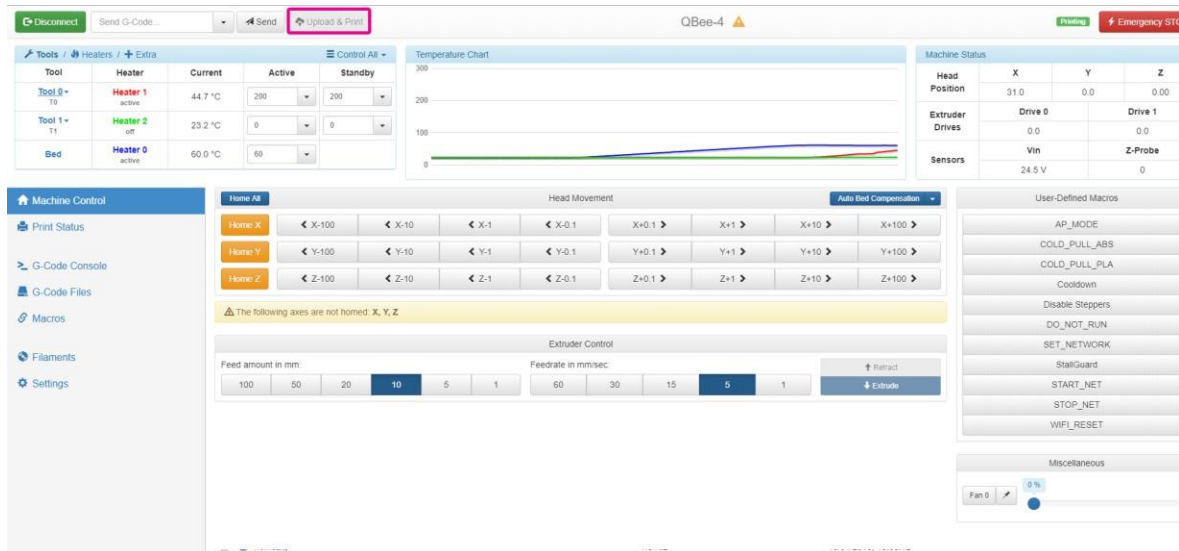 Disconnect Send G-Code... Send Upload & Print QBee-4 Printing Emergency STO
Tools / Heaters / Extra Control All
Tool Heater Current Active Standby
Tool 0 Heater 1 44.7 °C 200 200
T0 active
Tool 1 Heater 2 23.2 °C 0 0
T1 off
Bed Heater 0 60.0 °C 60
active
Temperature Chart
300
200
100
0
Machine Status
Head Position X Y Z
31.0 0.0 0.00
Extruder Drives Drive 0 Drive 1
0.0 0.0
Sensors Vin Z-Probe
24.5 V 0
Machine Control
Print Status
G-Code Console
G-Code Files
Macros
Filaments
Settings
Home All Head Movement Auto Bed Compensation
Home X X-100 X-10 X-1 X-0.1 X+0.1 X+1 X+10 X+100
Home Y Y-100 Y-10 Y-1 Y-0.1 Y+0.1 Y+1 Y+10 Y+100
Home Z Z-100 Z-10 Z-1 Z-0.1 Z+0.1 Z+1 Z+10 Z+100
The following axes are not homed: X, Y, Z
Extruder Control
Feed amount in mm: Feedrate in mm/sec: Retract
100 50 20 10 5 1 60 30 15 5 1 Extrude
User-Defined Macros
AP_MODE
COLD_PULL_ABS
COLD_PULL_PLA
Cooldown
Disable Steppers
DO_NOT_RUN
SET_NETWORK
StallGuard
START_NET
STOP_NET
WIFI_RESET
Miscellaneous
Fan 0 0 %